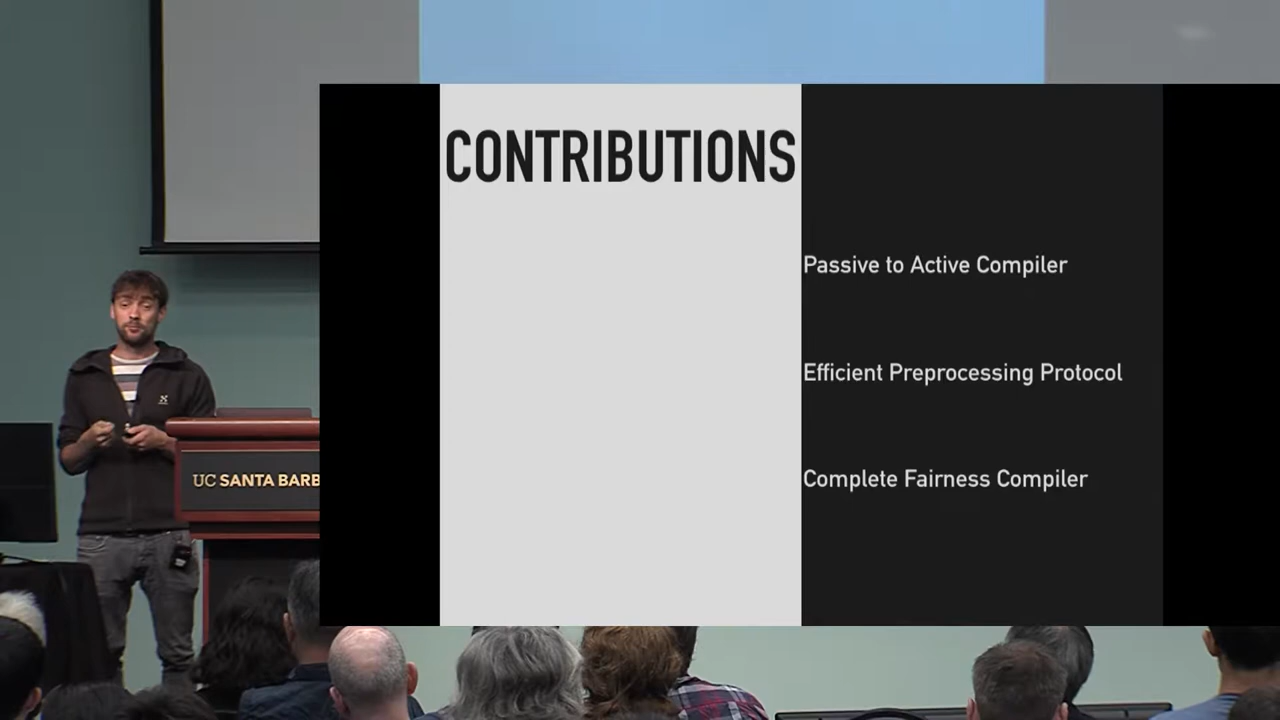 CONTRIBUTIONS
Passive to Active Compiler
Efficient Preprocessing Protocol
Complete Fairness Compiler
UC SANTA BARB